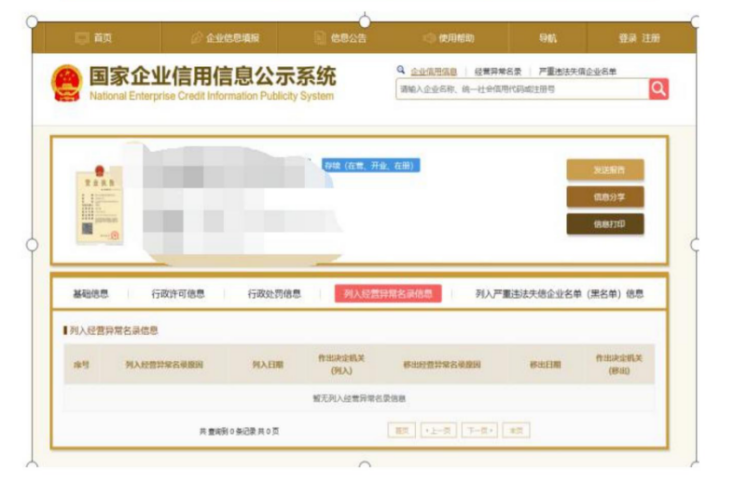 首页 企业信息填报 信息公告 使用帮助 导航 登录 注册
国家企业信用信息公示系统
National Enterprise Credit Information Publicity System
企业信用信息 | 经营异常名录 | 严重违法失信企业名单
请输入企业名称、统一社会信用代码或注册号
存续（在营、开业、在册）
营业执照
发送报告
信息分享
信息打印
基础信息 行政许可信息 行政处罚信息 列入经营异常名录信息 列入严重违法失信企业名单（黑名单）信息
列入经营异常名录信息
序号 列入经营异常名录原因 列入日期 作出决定机关(列入) 移出经营异常名录原因 移出日期 作出决定机关(移出)
暂无列入经营异常名录信息
共 查询到 0 条记录 共 0 页 首页 上一页 下一页 末页